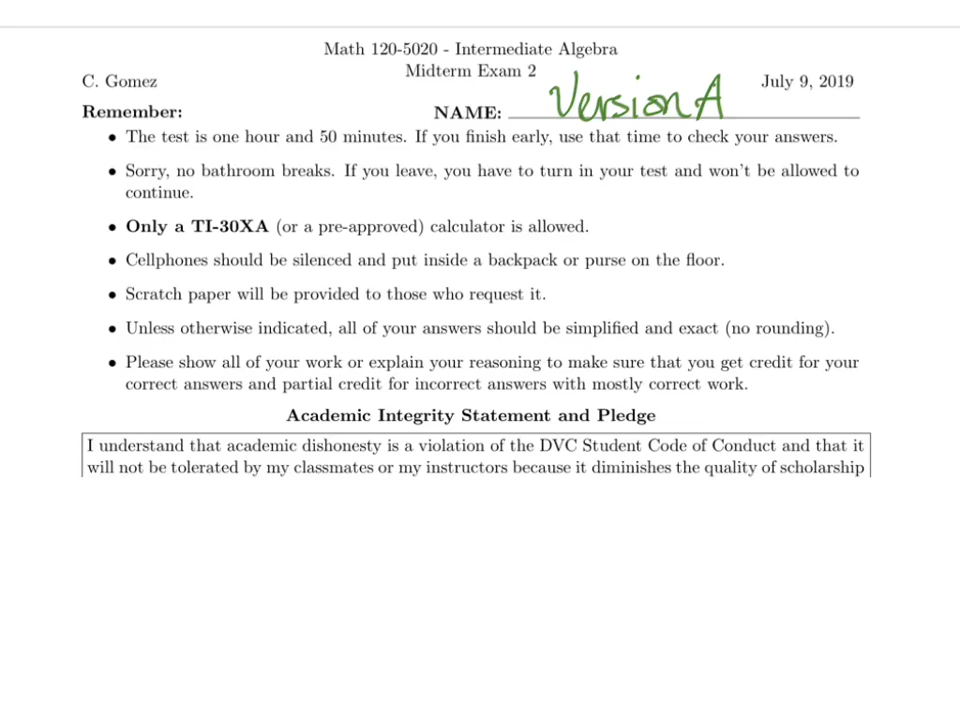 Math 120-5020 - Intermediate Algebra
Midterm Exam 2
C. Gomez
July 9, 2019
Remember:
NAME: Version A
• The test is one hour and 50 minutes. If you finish early, use that time to check your answers.
• Sorry, no bathroom breaks. If you leave, you have to turn in your test and won't be allowed to
continue.
• Only a TI-30XA (or a pre-approved) calculator is allowed.
• Cellphones should be silenced and put inside a backpack or purse on the floor.
• Scratch paper will be provided to those who request it.
• Unless otherwise indicated, all of your answers should be simplified and exact (no rounding).
• Please show all of your work or explain your reasoning to make sure that you get credit for your
correct answers and partial credit for incorrect answers with mostly correct work.
Academic Integrity Statement and Pledge
I understand that academic dishonesty is a violation of the DVC Student Code of Conduct and that it
will not be tolerated by my classmates or my instructors because it diminishes the quality of scholarship